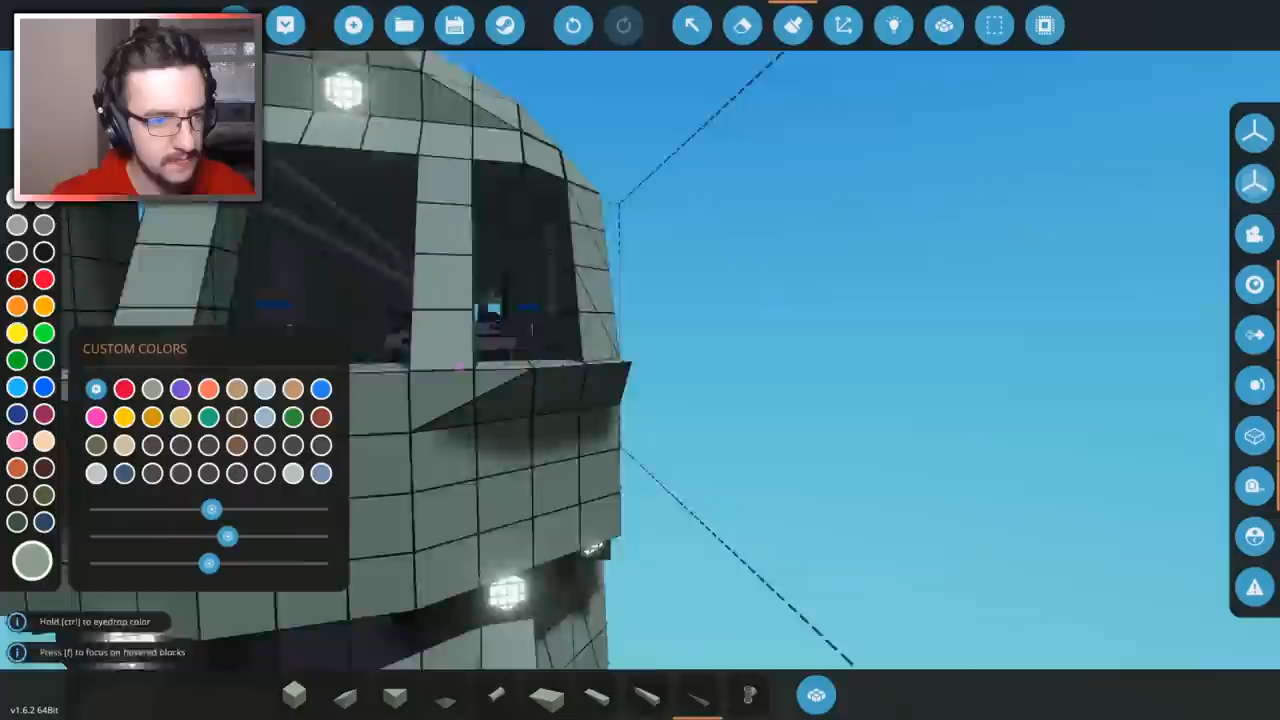 CUSTOM COLORS
Hold [ctrl] to eyedrop color
Press [f] to focus on hovered blocks
v1.6.2 64Bit